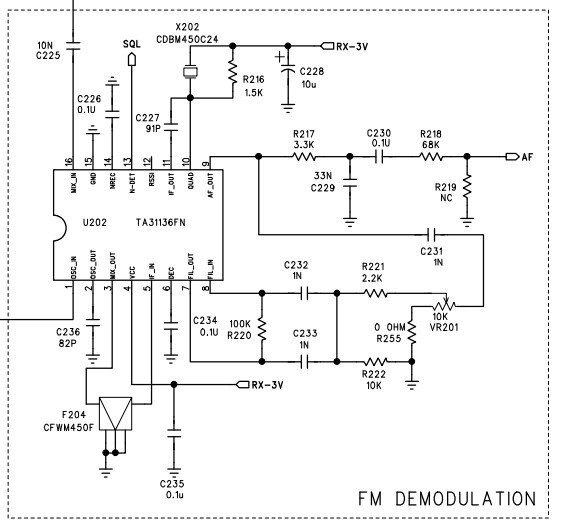 X202
CDBM450C24
10N
C225
SQL
RX-3V
R216
1.5K
C228
10u
C226
0.1U
C227
91P
R217
3.3K
C230
0.1U
R218
68K
AF
33N
C229
R219
NC
16 15 14 13 12 11 10 9
MIX_IN GND NREC N-DET RSSI IF_OUT QUAD AF_OUT
U202 TA31136FN
OSC_IN OSC_OUT MIX_OUT VCC IF_IN DEC FIL_OUT FIL_IN
1 2 3 4 5 6 7 8
C231
1N
C232
1N
R221
2.2K
10K
VR201
C236
82P
C234
0.1U
100K
R220
C233
1N
0 OHM
R255
R222
10K
RX-3V
F204
CFWM450F
C235
0.1u
FM DEMODULATION